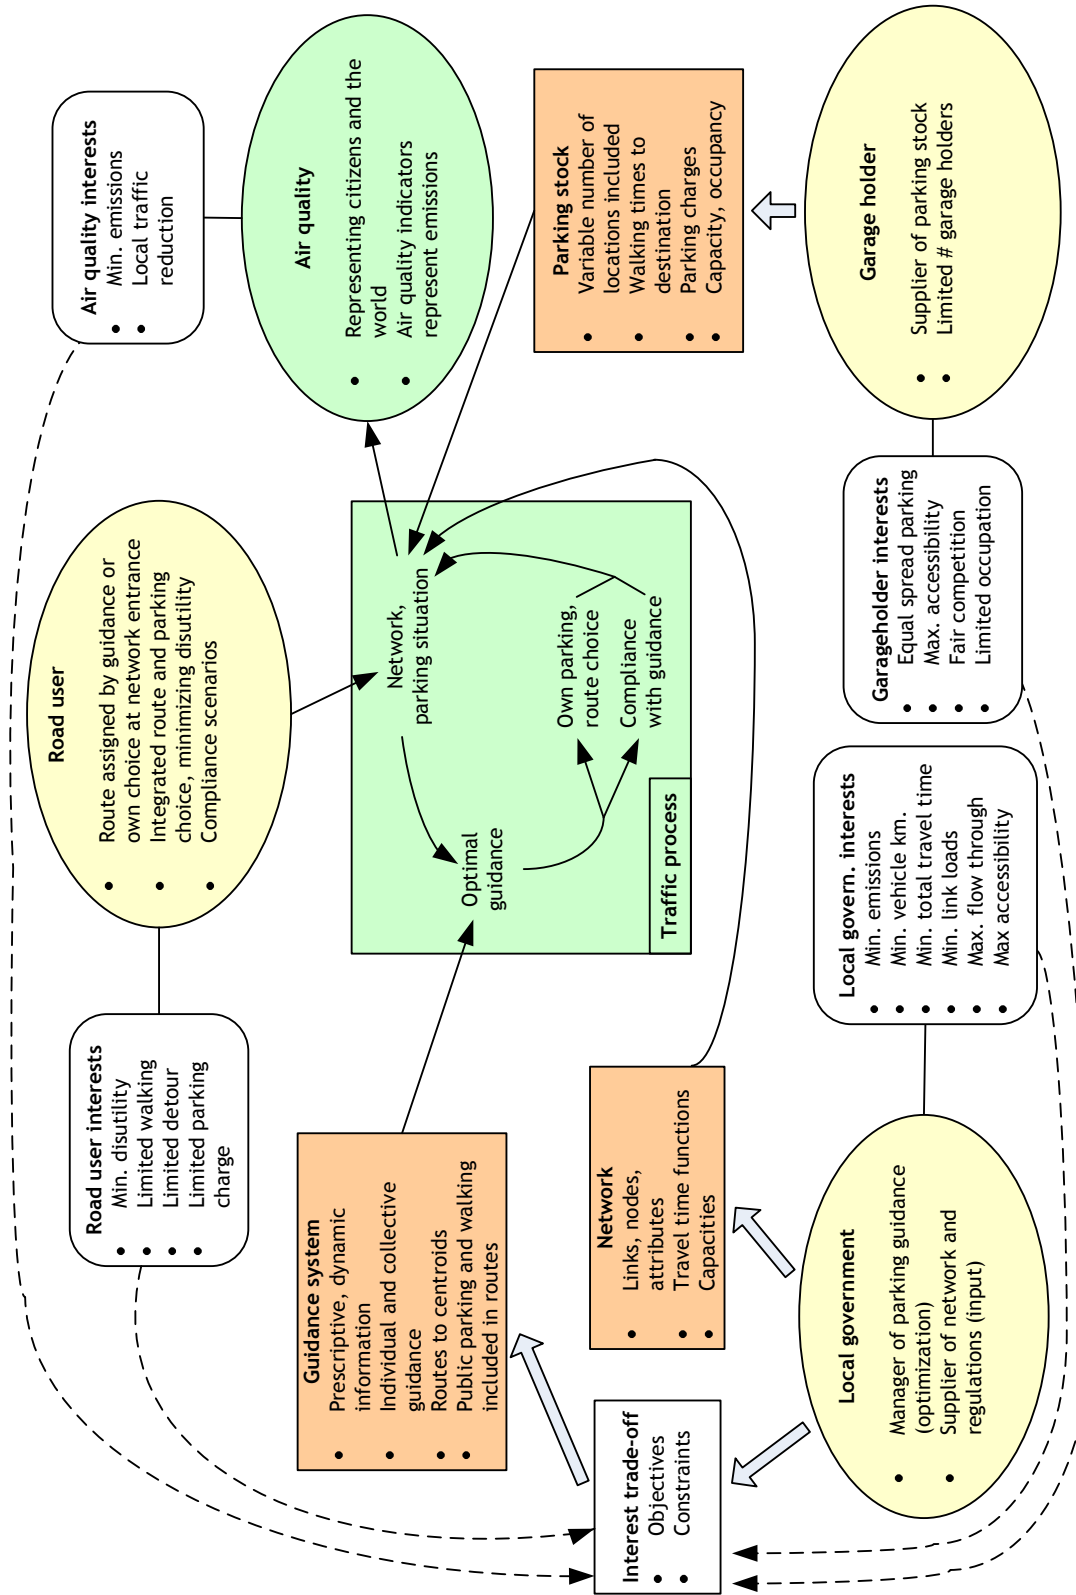 Road user interests
• Min. disutility
• Limited walking
• Limited detour
• Limited parking
charge
Road user
• Route assigned by guidance or
own choice at network entrance
• Integrated route and parking
choice, minimizing disutility
• Compliance scenarios
Air quality interests
• Min. emissions
• Local traffic
reduction
Guidance system
• Prescriptive, dynamic
information
• Individual and collective
guidance
• Routes to centroids
• Public parking and walking
included in routes
Optimal
guidance
Network,
parking situation
Own parking,
route choice
Compliance
with guidance
Traffic process
Air quality
• Representing citizens and the
world
• Air quality indicators
represent emissions
Interest trade-off
• Objectives
• Constraints
Network
• Links, nodes,
attributes
• Travel time functions
• Capacities
Parking stock
• Variable number of
locations included
• Walking times to
destination
• Parking charges
• Capacity, occupancy
Local government
• Manager of parking guidance
(optimization)
• Supplier of network and
regulations (input)
Local govern. interests
• Min. emissions
• Min. vehicle km.
• Min. total travel time
• Min. link loads
• Max. flow through
• Max accessibility
Garageholder interests
• Equal spread parking
• Max. accessibility
• Fair competition
• Limited occupation
Garage holder
• Supplier of parking stock
• Limited # garage holders